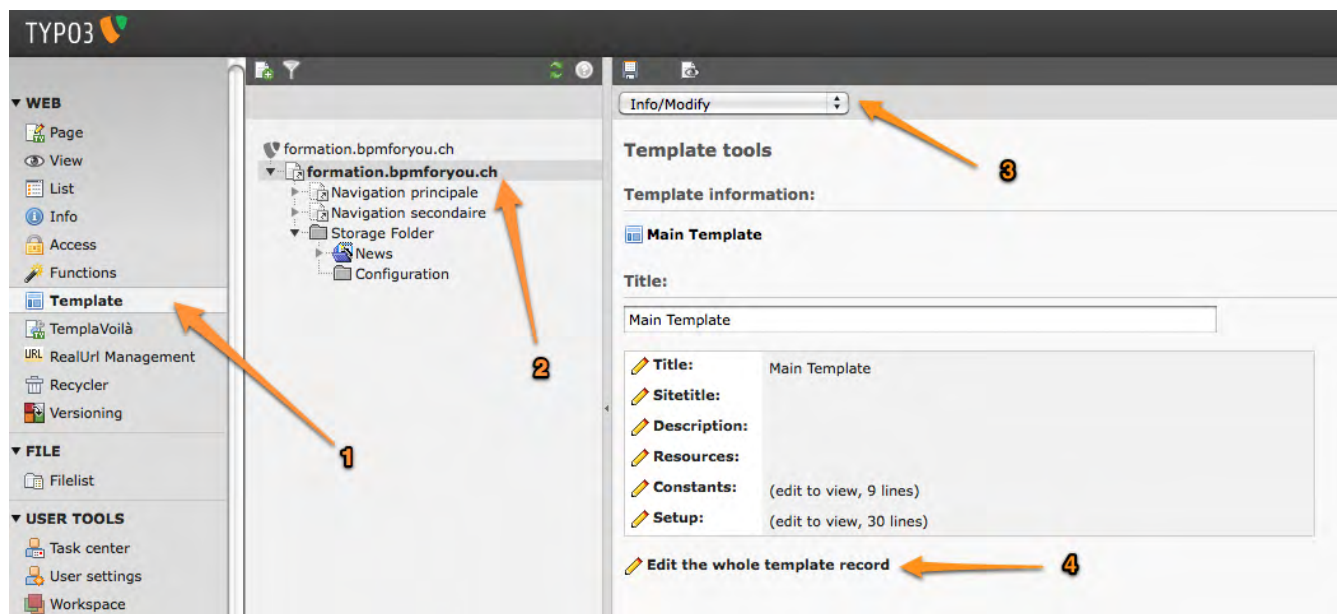 TYPO3
WEB
Page
View
List
Info
Access
Functions
Template
TemplaVoilà
URL RealUrl Management
Recycler
Versioning
FILE
Filelist
USER TOOLS
Task center
User settings
Workspace
1
formation.bpmforyou.ch
formation.bpmforyou.ch
Navigation principale
Navigation secondaire
Storage Folder
News
Configuration
2
Info/Modify
3
Template tools
Template information:
Main Template
Title:
Main Template
Title: Main Template
Sitetitle:
Description:
Resources:
Constants: (edit to view, 9 lines)
Setup: (edit to view, 30 lines)
Edit the whole template record
4